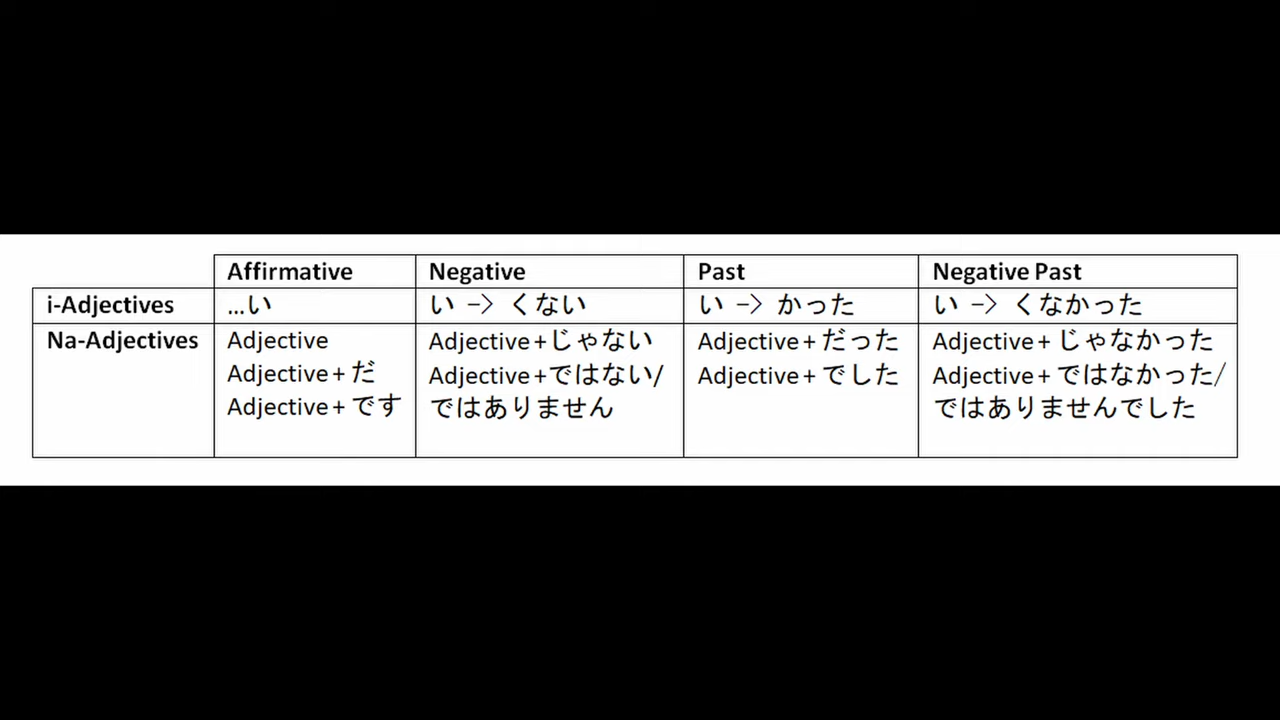 Affirmative Negative Past Negative Past
i-Adjectives …い い -> くない い -> かった い -> くなかった
Na-Adjectives Adjective Adjective+じゃない Adjective+ だった Adjective+ じゃなかった
Adjective+ だ Adjective+ではない/ Adjective+ でした Adjective+ ではなかった/
Adjective+ です ではありません ではありませんでした